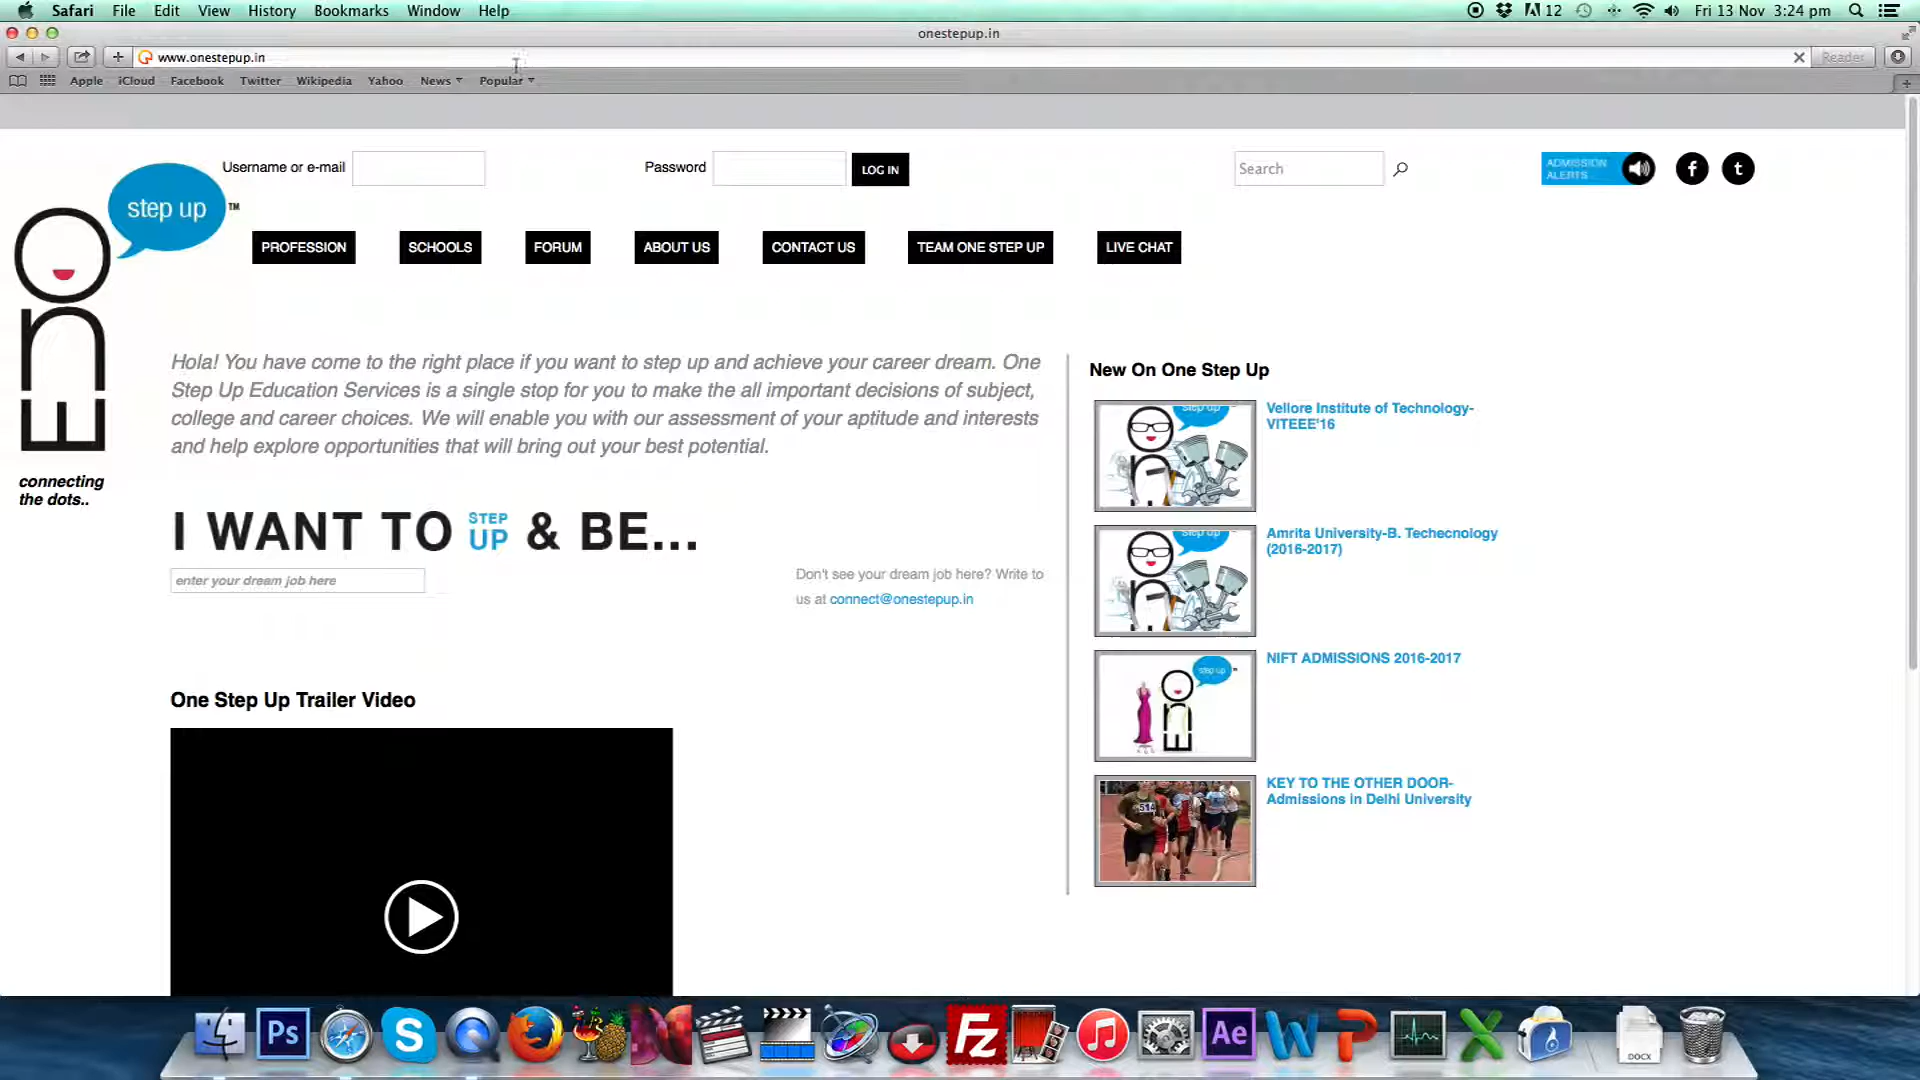 Safari File Edit View History Bookmarks Window Help
12 Fri 13 Nov 3:24 pm
onestepup.in
www.onestepup.in
Reader
Apple iCloud Facebook Twitter Wikipedia Yahoo News Popular
Username or e-mail
Password
LOG IN
Search
ADMISSION
ALERTS
f
t
step up ™
one
connecting
the dots..
PROFESSION
SCHOOLS
FORUM
ABOUT US
CONTACT US
TEAM ONE STEP UP
LIVE CHAT
Hola! You have come to the right place if you want to step up and achieve your career dream. One
Step Up Education Services is a single stop for you to make the all important decisions of subject,
college and career choices. We will enable you with our assessment of your aptitude and interests
and help explore opportunities that will bring out your best potential.
I WANT TO STEP UP & BE...
enter your dream job here
Don't see your dream job here? Write to
us at connect@onestepup.in
One Step Up Trailer Video
New On One Step Up
step up
Vellore Institute of Technology-
VITEEE'16
step up
Amrita University-B. Techecnology
(2016-2017)
step up
NIFT ADMISSIONS 2016-2017
514
KEY TO THE OTHER DOOR-
Admissions in Delhi University
Ps
S
Fz
Ae
W
P
X
DOCX